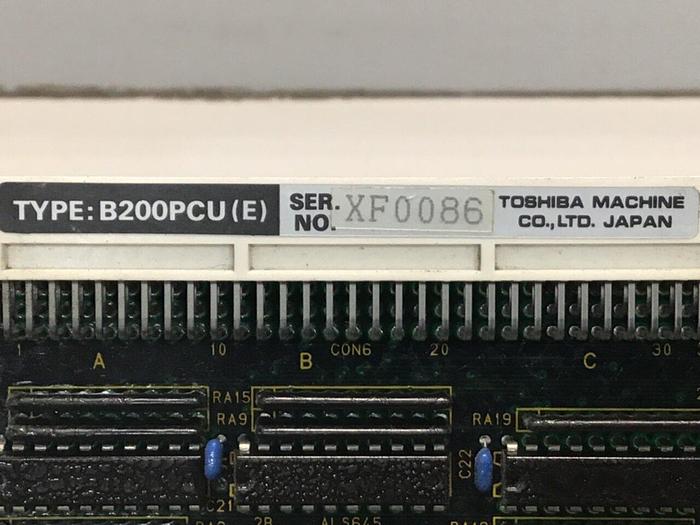 TYPE: B200PCU (E)
SER. NO. XF0086
TOSHIBA MACHINE
CO., LTD. JAPAN
1 10 CON6 20 30
A B C
RA15
RA9 RA19
C22
C21
2B ALS645